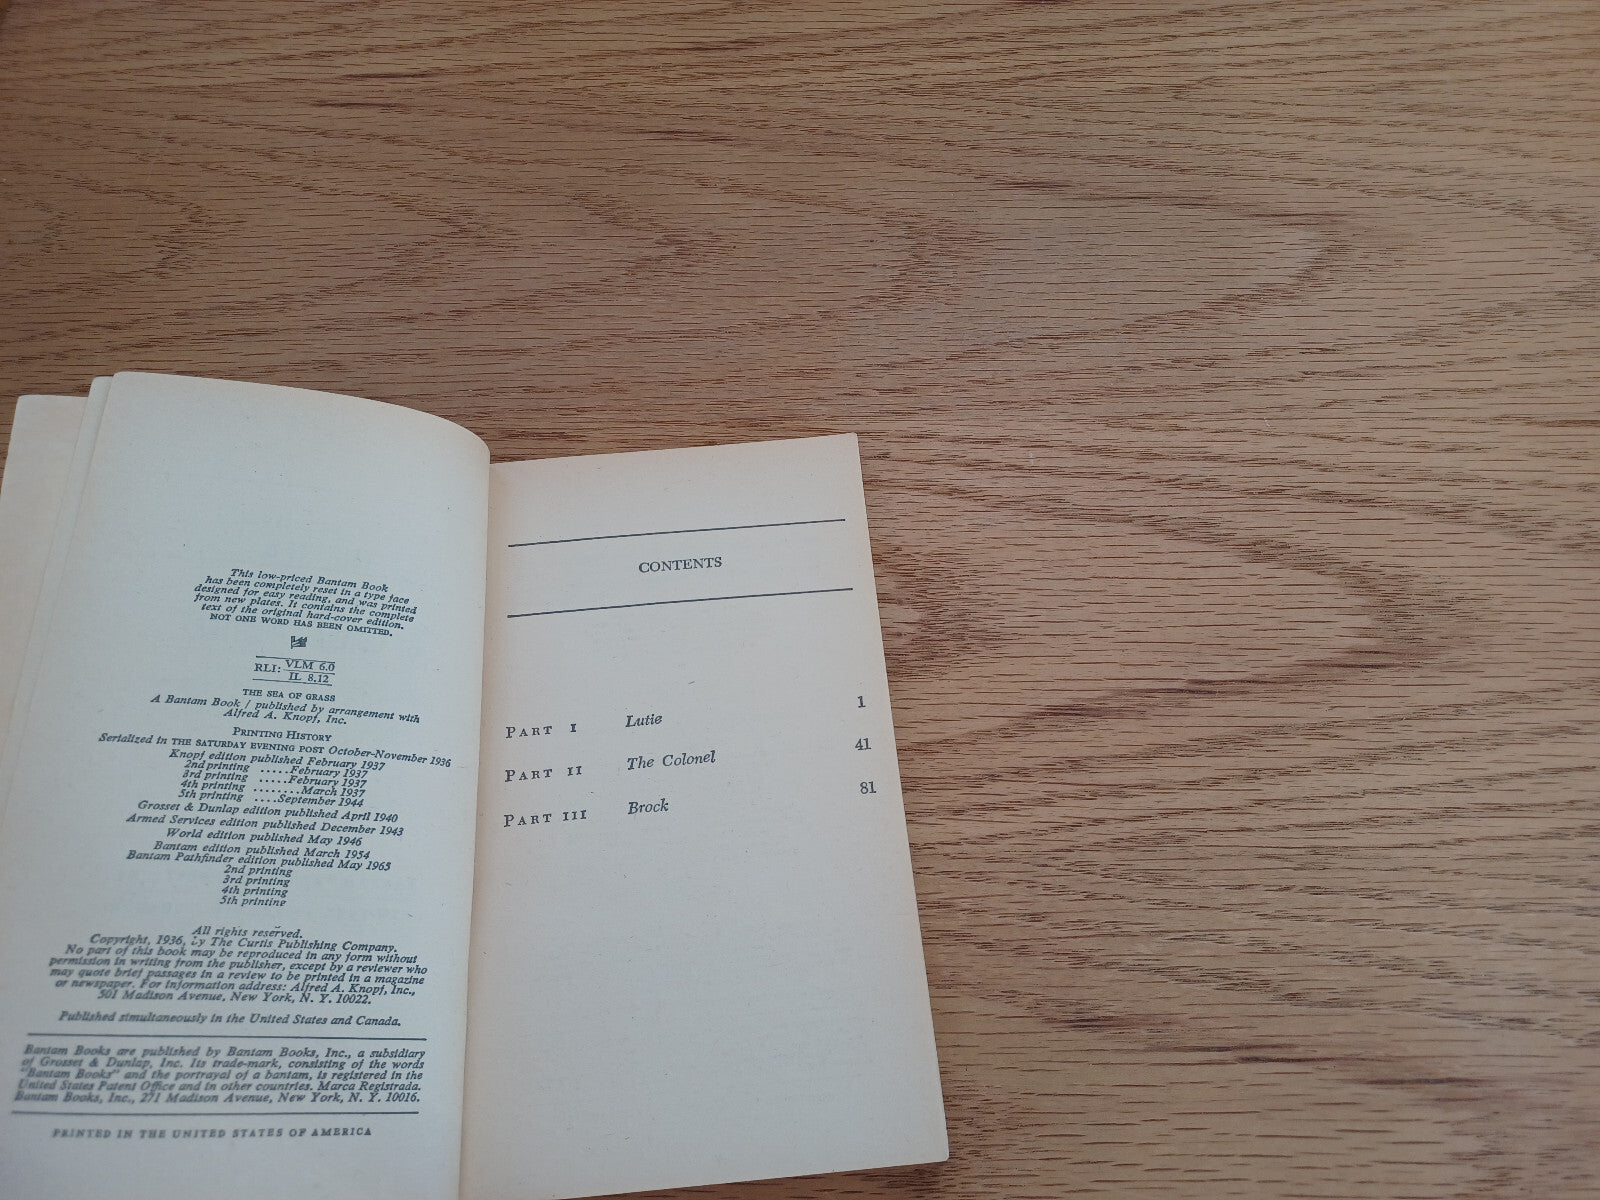 This low-priced Bantam Book
has been completely reset in a type face
designed for easy reading, and was printed
from new plates. It contains the complete
text of the original hard-cover edition.
NOT ONE WORD HAS BEEN OMITTED.
RLI: VLM 6.0
IL 8.12
THE SEA OF GRASS
A Bantam Book / published by arrangement with
Alfred A. Knopf, Inc.
PRINTING HISTORY
Serialized in THE SATURDAY EVENING POST October-November 1936
Knopf edition published February 1937
2nd printing .....February 1937
3rd printing ......February 1937
4th printing ........March 1937
5th printing ....September 1944
Grosset & Dunlap edition published April 1940
Armed Services edition published December 1943
World edition published May 1946
Bantam edition published March 1954
Bantam Pathfinder edition published May 1965
2nd printing
3rd printing
4th printing
5th printing
All rights reserved.
Copyright, 1936, by The Curtis Publishing Company.
No part of this book may be reproduced in any form without
permission in writing from the publisher, except by a reviewer who
may quote brief passages in a review to be printed in a magazine
or newspaper. For information address: Alfred A. Knopf, Inc.,
501 Madison Avenue, New York, N. Y. 10022.
Published simultaneously in the United States and Canada.
Bantam Books are published by Bantam Books, Inc., a subsidiary
of Grosset & Dunlap, Inc. Its trade-mark, consisting of the words
"Bantam Books" and the portrayal of a bantam, is registered in the
United States Patent Office and in other countries. Marca Registrada.
Bantam Books, Inc., 271 Madison Avenue, New York, N. Y. 10016.
PRINTED IN THE UNITED STATES OF AMERICA
CONTENTS
PART I Lutie 1
PART II The Colonel 41
PART III Brock 81